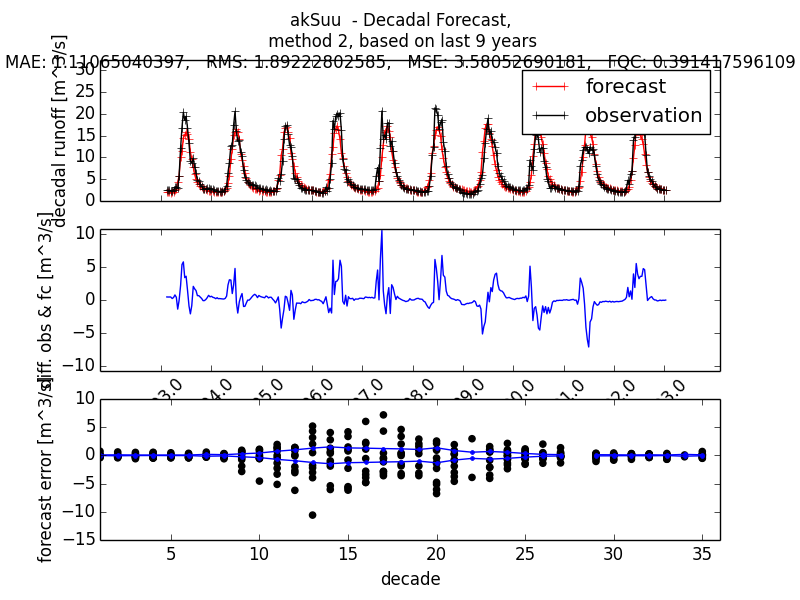 akSuu - Decadal Forecast,
method 2, based on last 9 years
MAE: 1.11065040397, RMS: 1.89222802585, MSE: 3.58052690181, FQC: 0.391417596109
decadal runoff [m^3/s]
30
25
20
15
10
5
0
forecast
observation
diff. obs & fc [m^3/s]
10
5
0
−5
−10
forecast error [m^3/s]
10
5
0
−5
−10
−15
5 10 15 20 25 30 35
decade